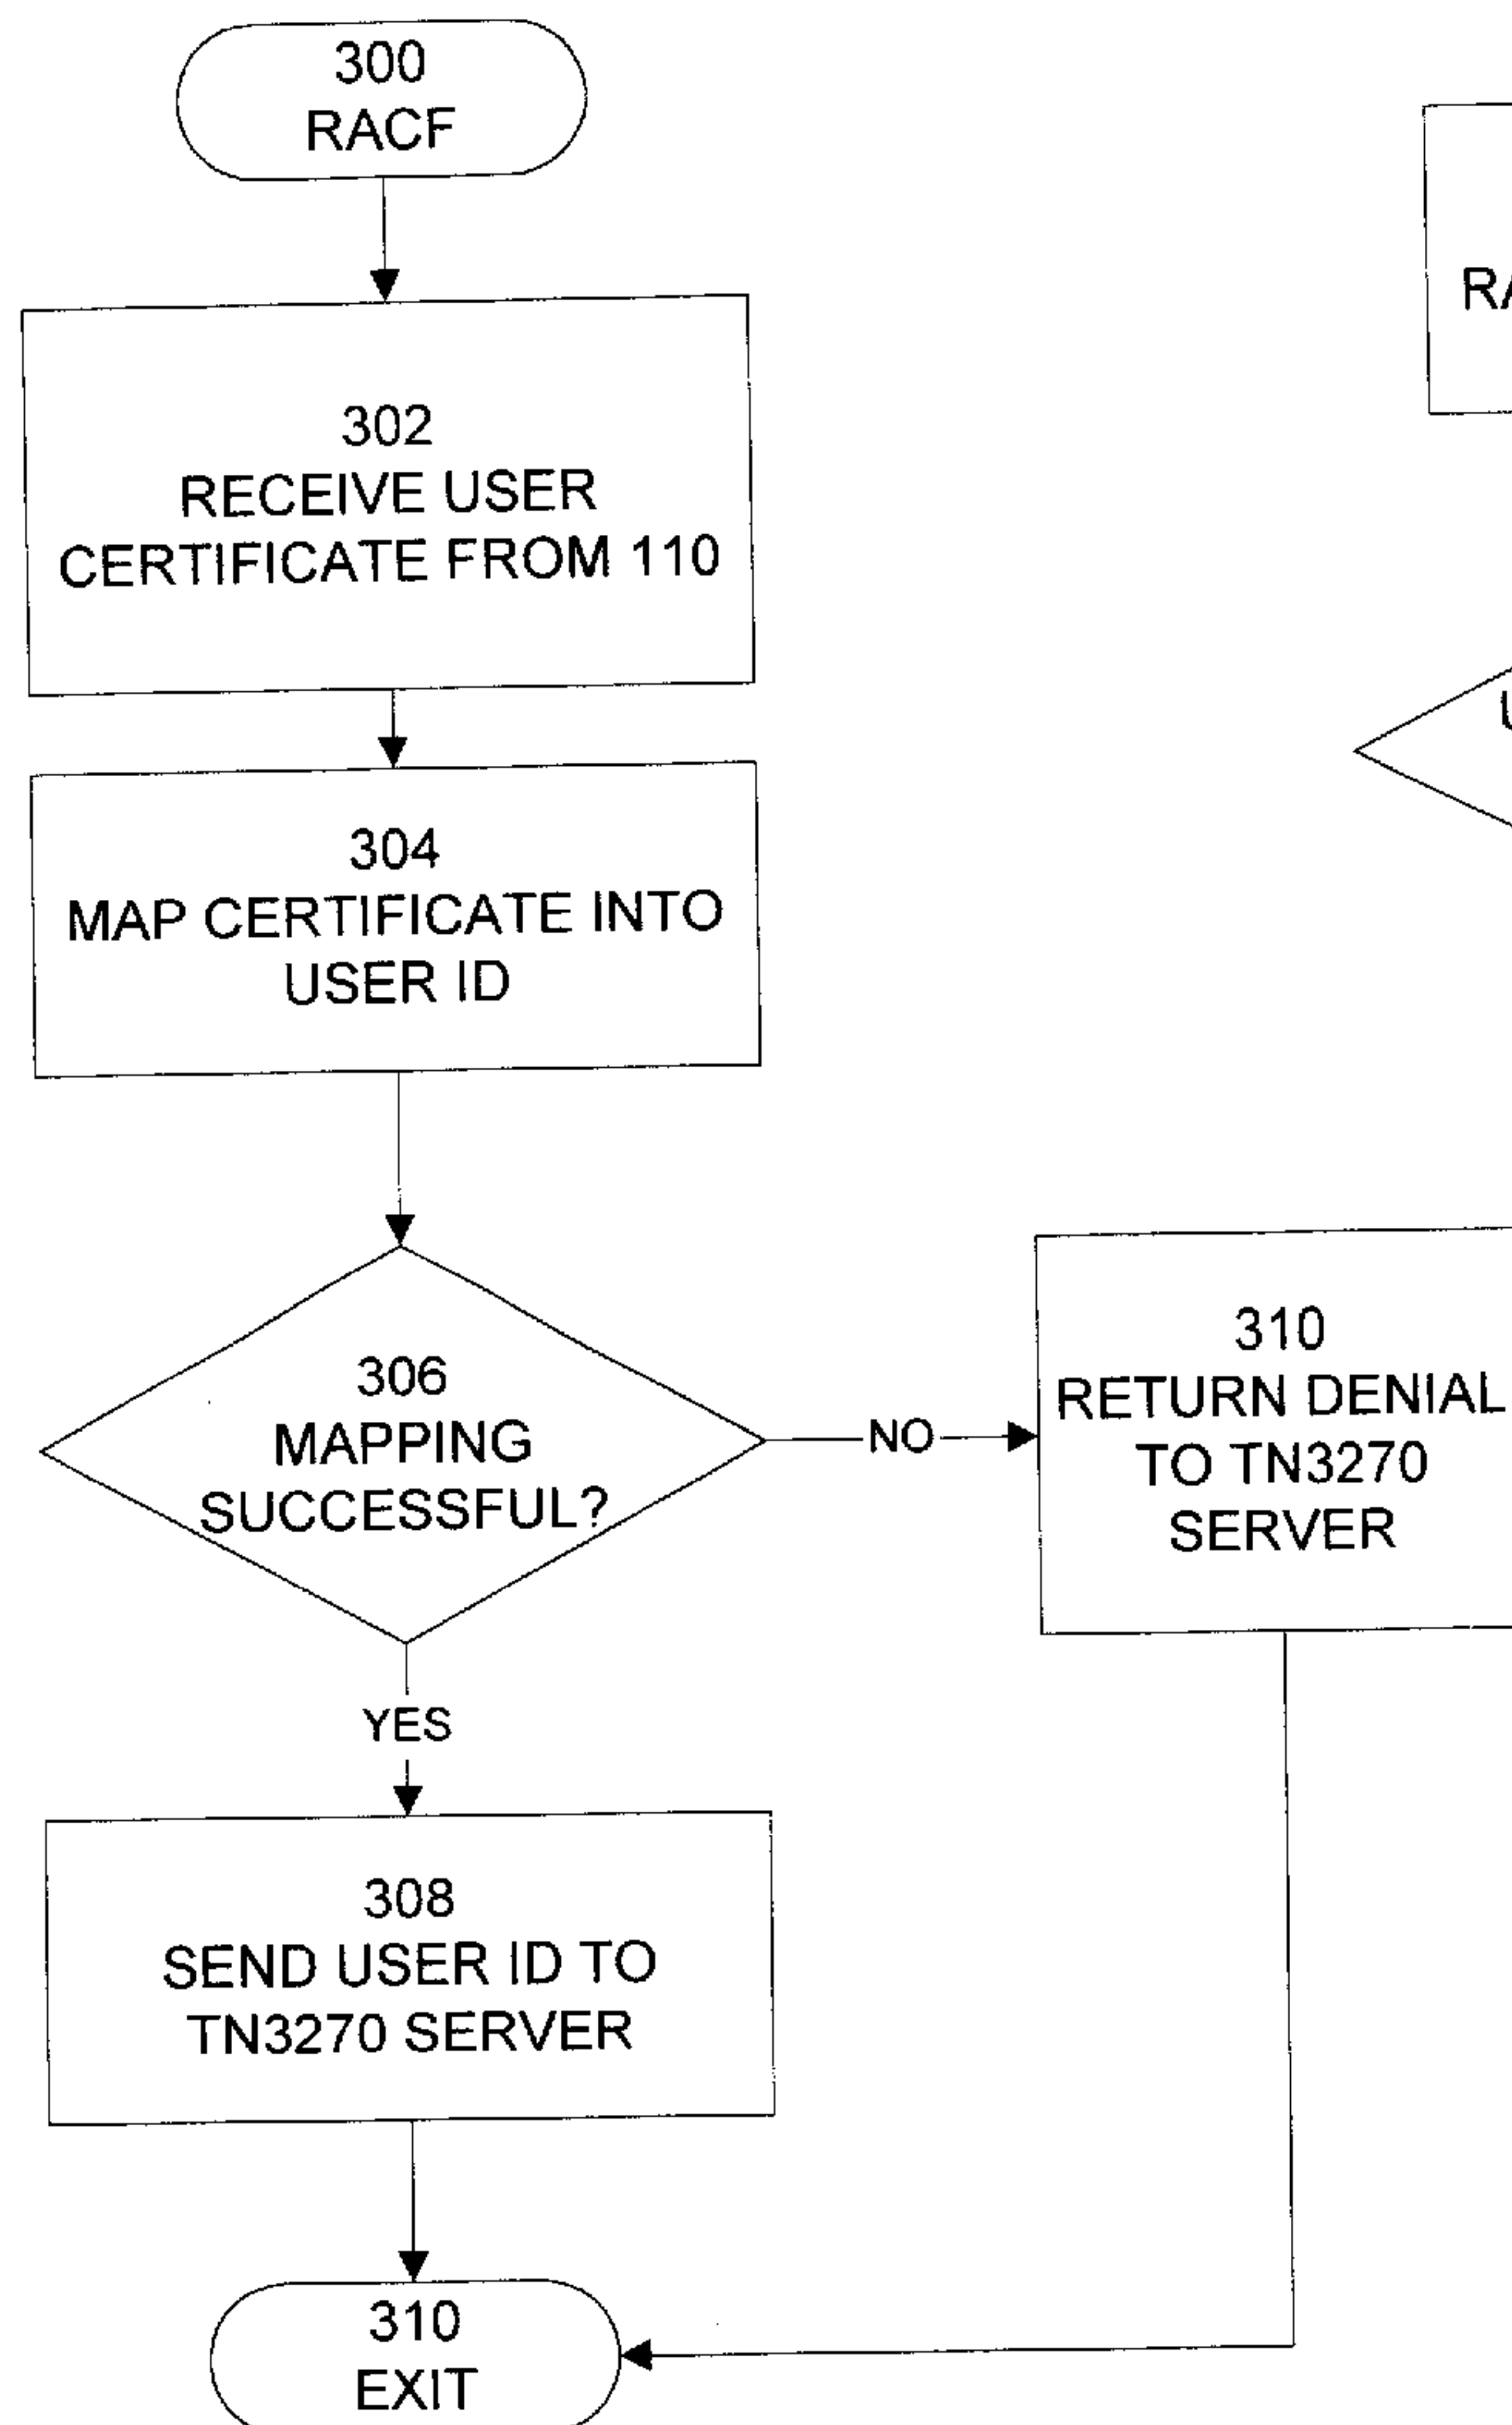 300
RACF
302
RECEIVE USER
CERTIFICATE FROM 110
304
MAP CERTIFICATE INTO
USER ID
306
MAPPING
SUCCESSFUL?
NO
310
RETURN DENIAL
TO TN3270
SERVER
YES
308
SEND USER ID TO
TN3270 SERVER
310
EXIT